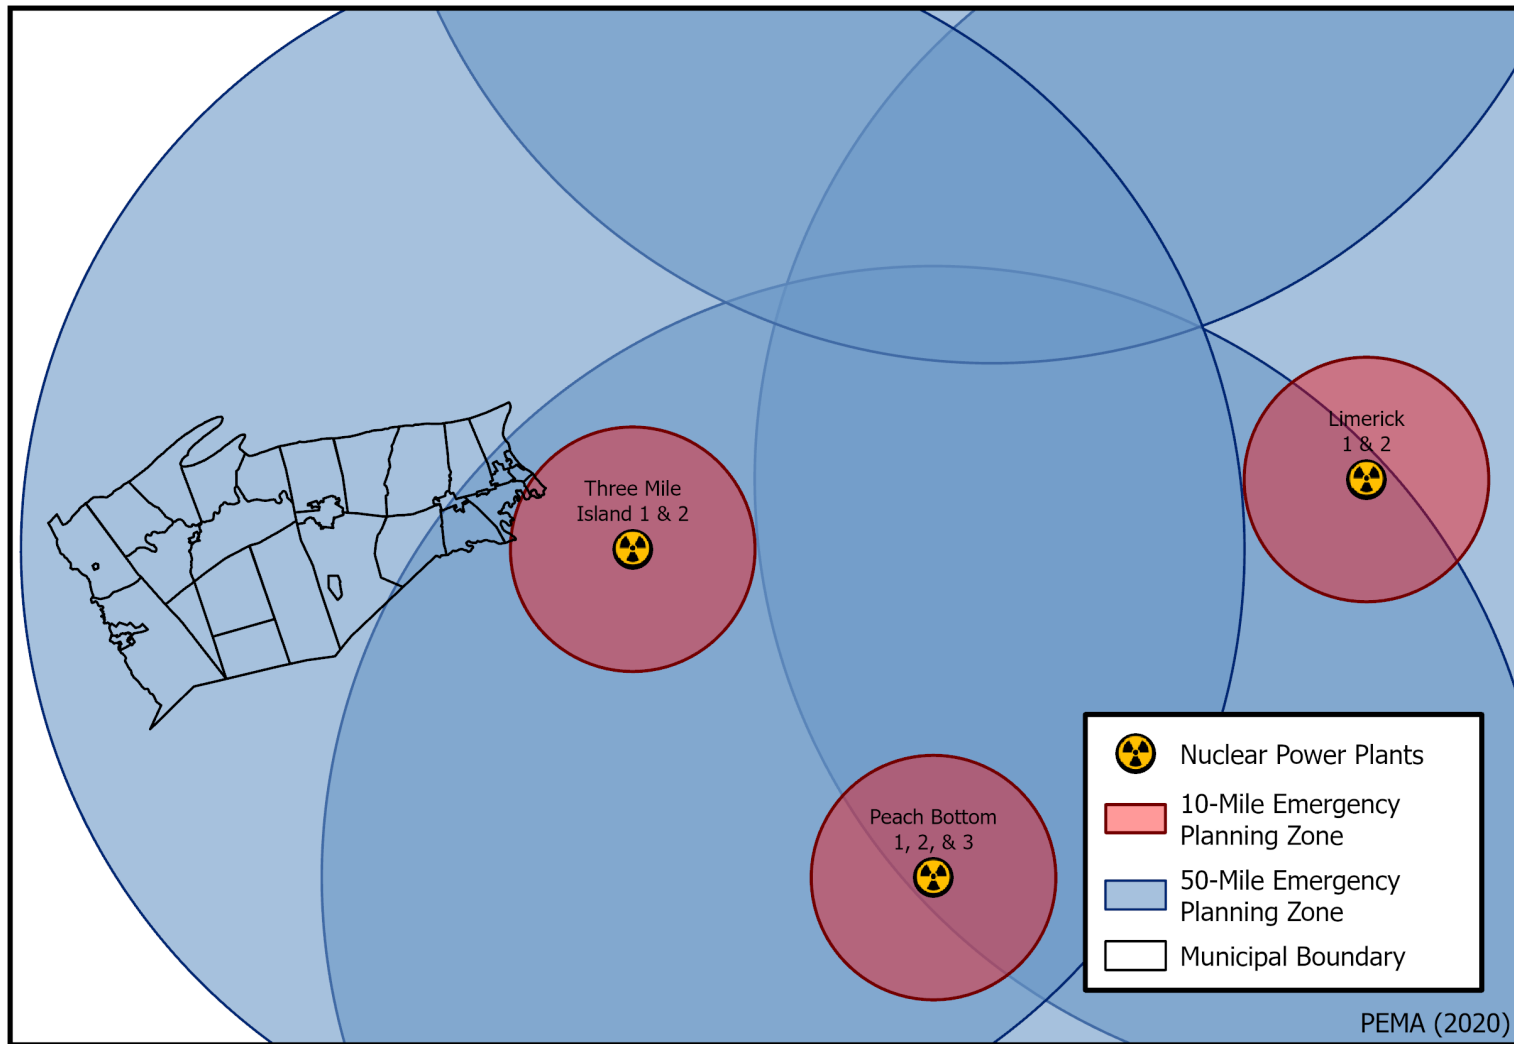 Limerick
1 & 2
Three Mile
Island 1 & 2
Peach Bottom
1, 2, & 3
Nuclear Power Plants
10-Mile Emergency
Planning Zone
50-Mile Emergency
Planning Zone
Municipal Boundary
PEMA (2020)